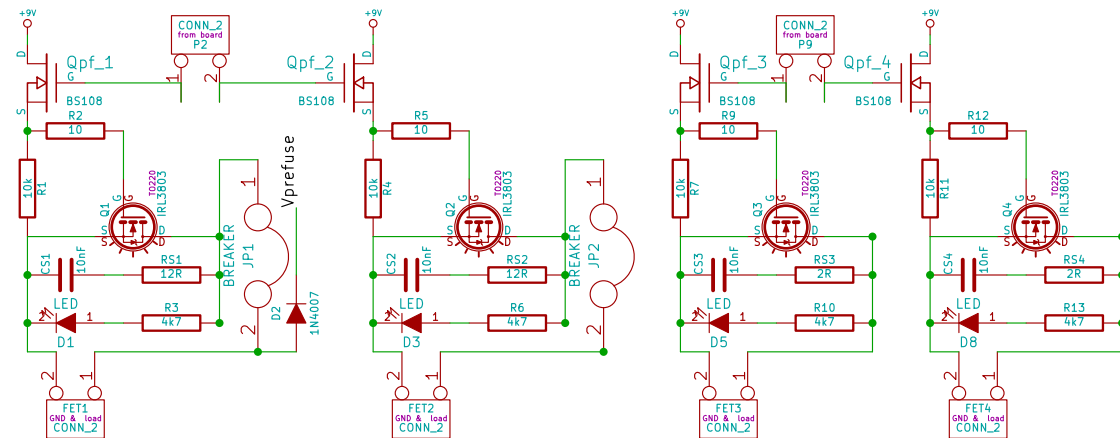 +9V
CONN_2
from board
P2
+9V
+9V
CONN_2
from board
P9
+9V
D
Qpf_1
G
BS108
S
1
2
Qpf_2
G
BS108
D
S
D
Qpf_3
G
BS108
S
1
2
Qpf_4
G
BS108
D
S
R2
10
R5
10
R9
10
R12
10
10k
R1
Q1
G
G
TO220
IRL3803
S
S
D
D
1
Vprefuse
10k
R4
Q2
G
G
TO220
IRL3803
S
S
D
D
1
10k
R7
Q3
G
G
TO220
IRL3803
S
S
D
D
10k
R11
Q4
G
G
TO220
IRL3803
S
S
D
D
CS1
10nF
RS1
12R
BREAKER
JP1
CS2
10nF
RS2
12R
BREAKER
JP2
CS3
10nF
RS3
2R
CS4
10nF
RS4
2R
LED
2
1
D1
R3
4k7
2
D2
1N4007
LED
2
1
D3
R6
4k7
2
LED
2
1
D5
R10
4k7
LED
2
1
D8
R13
4k7
2
1
FET1
GND & load
CONN_2
2
1
FET2
GND & load
CONN_2
2
1
FET3
GND & load
CONN_2
2
1
FET4
GND & load
CONN_2